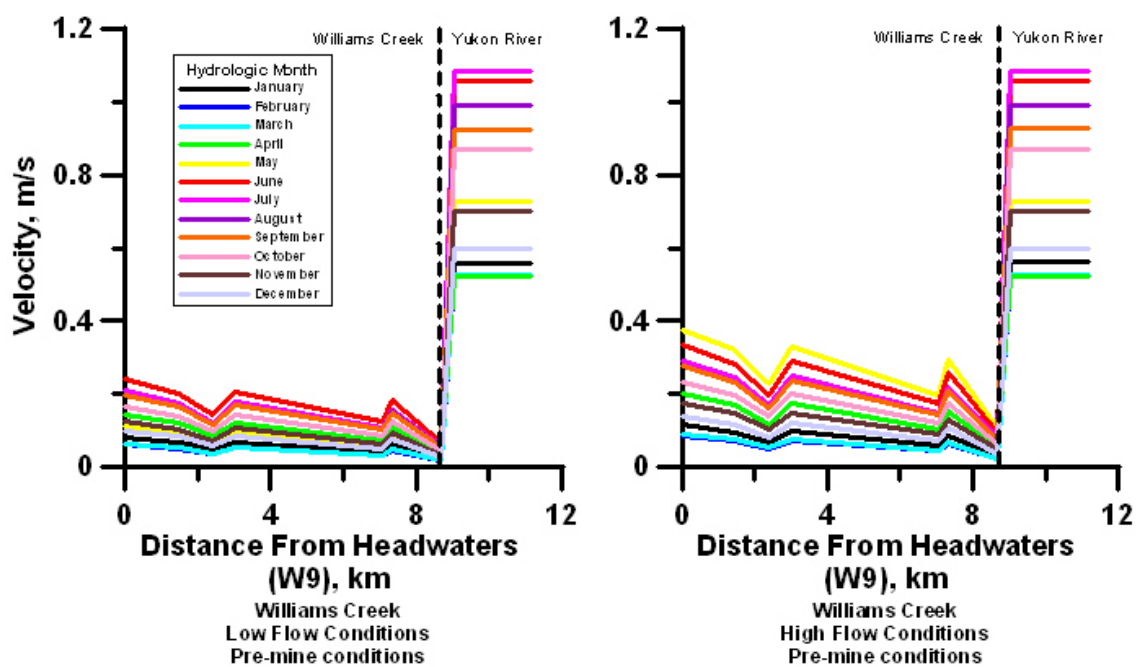 1.2
Williams Creek
Yukon River
Hydrologic Month
January
February
March
April
May
June
July
August
September
October
November
December
0.8
0.4
0
Velocity, m/s
0 4 8 12
Distance From Headwaters
(W9), km
Williams Creek
Low Flow Conditions
Pre-mine conditions
1.2
Williams Creek
Yukon River
0.8
0.4
0
0 4 8 12
Distance From Headwaters
(W9), km
Williams Creek
High Flow Conditions
Pre-mine conditions